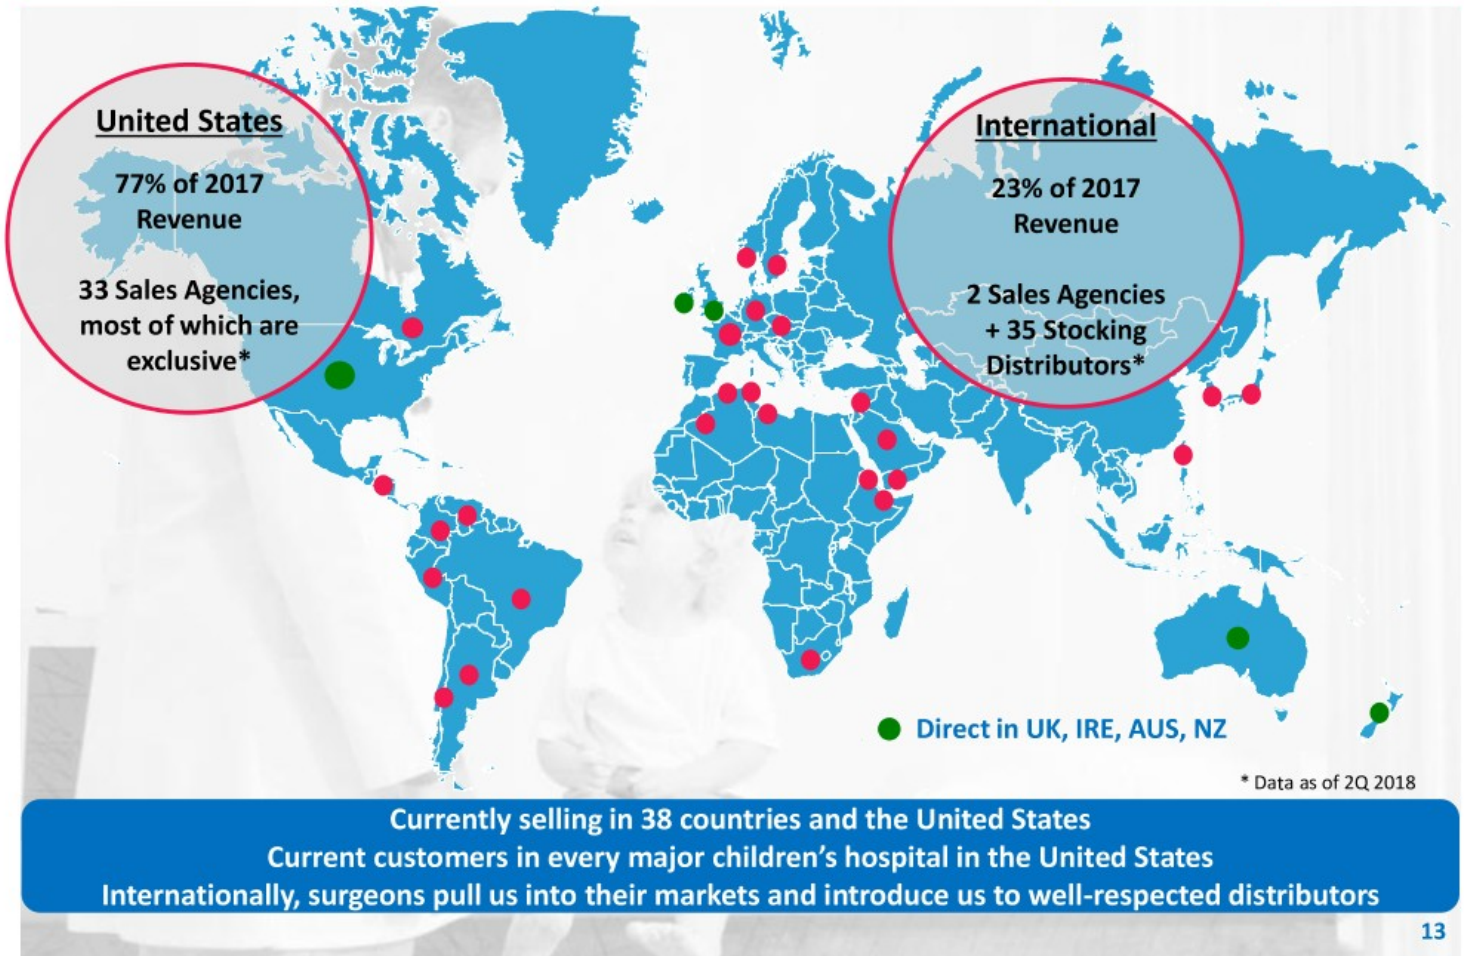 United States
77% of 2017
Revenue
33 Sales Agencies,
most of which are
exclusive*
International
23% of 2017
Revenue
2 Sales Agencies
+ 35 Stocking
Distributors*
Direct in UK, IRE, AUS, NZ
* Data as of 2Q 2018
Currently selling in 38 countries and the United States
Current customers in every major children’s hospital in the United States
Internationally, surgeons pull us into their markets and introduce us to well-respected distributors
13